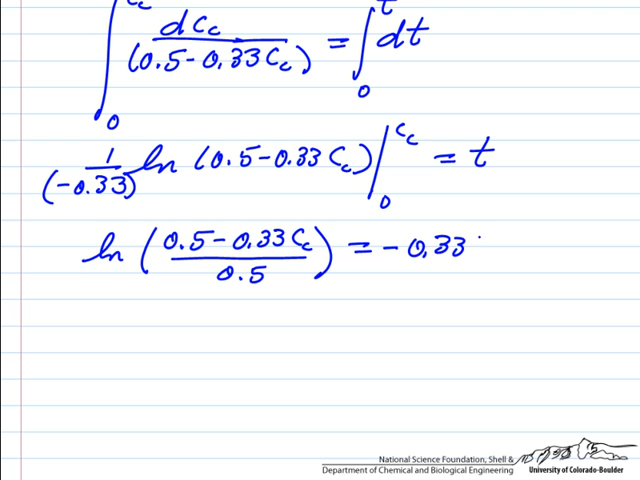 ∫₀^{C_c} dC_c / (0.5 - 0.33 C_c) = ∫₀^t dt
1/(-0.33) ln (0.5 - 0.33 C_c) |₀^{C_c} = t
ln ( (0.5 - 0.33 C_c) / 0.5 ) = - 0.33
National Science Foundation, Shell &
Department of Chemical and Biological Engineering
University of Colorado-Boulder